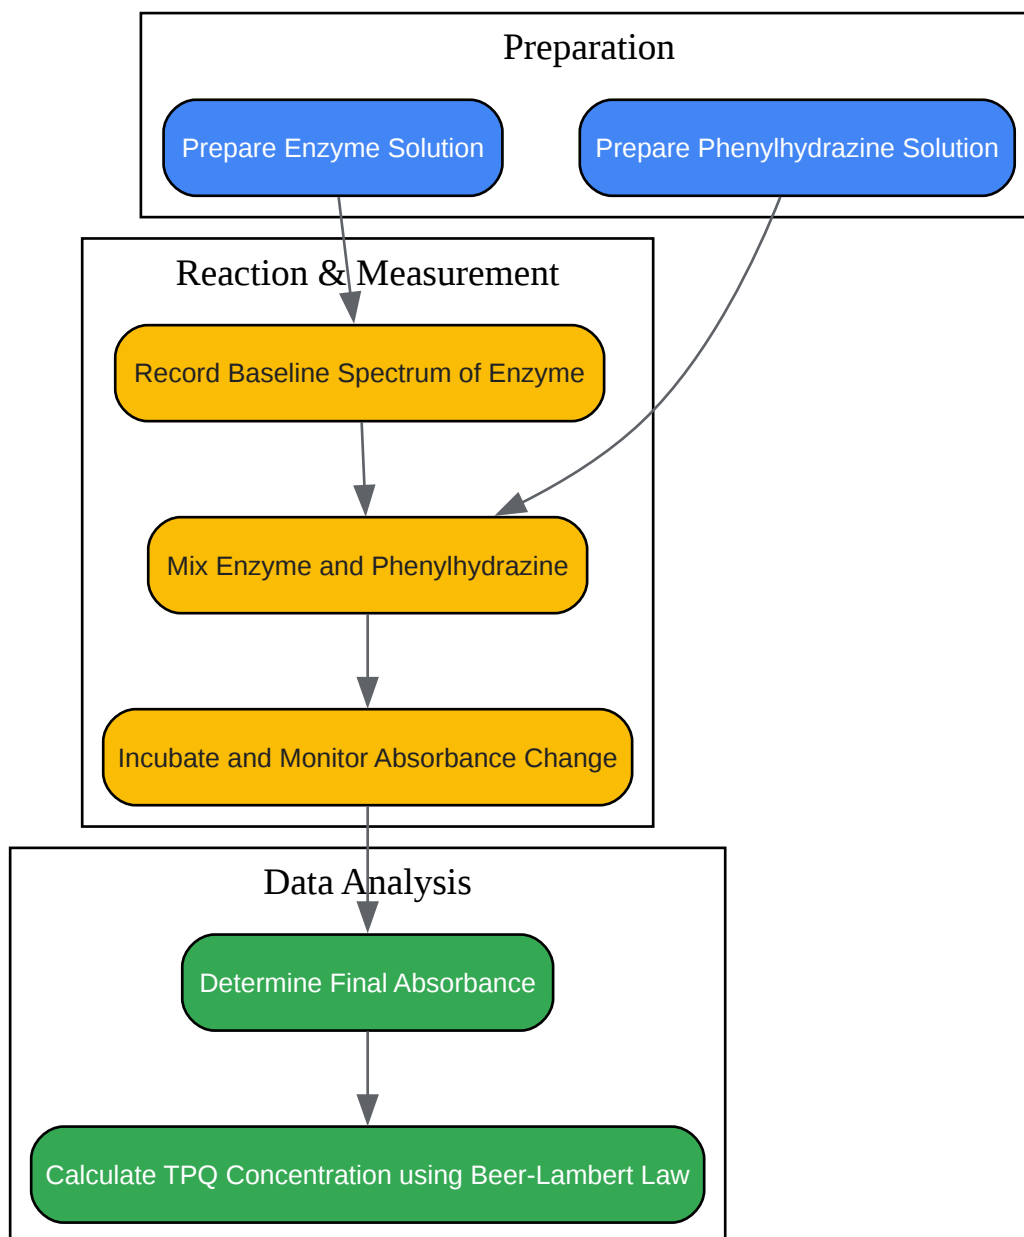 Preparation
Prepare Enzyme Solution
Prepare Phenylhydrazine Solution
Reaction & Measurement
Record Baseline Spectrum of Enzyme
Mix Enzyme and Phenylhydrazine
Incubate and Monitor Absorbance Change
Data Analysis
Determine Final Absorbance
Calculate TPQ Concentration using Beer-Lambert Law